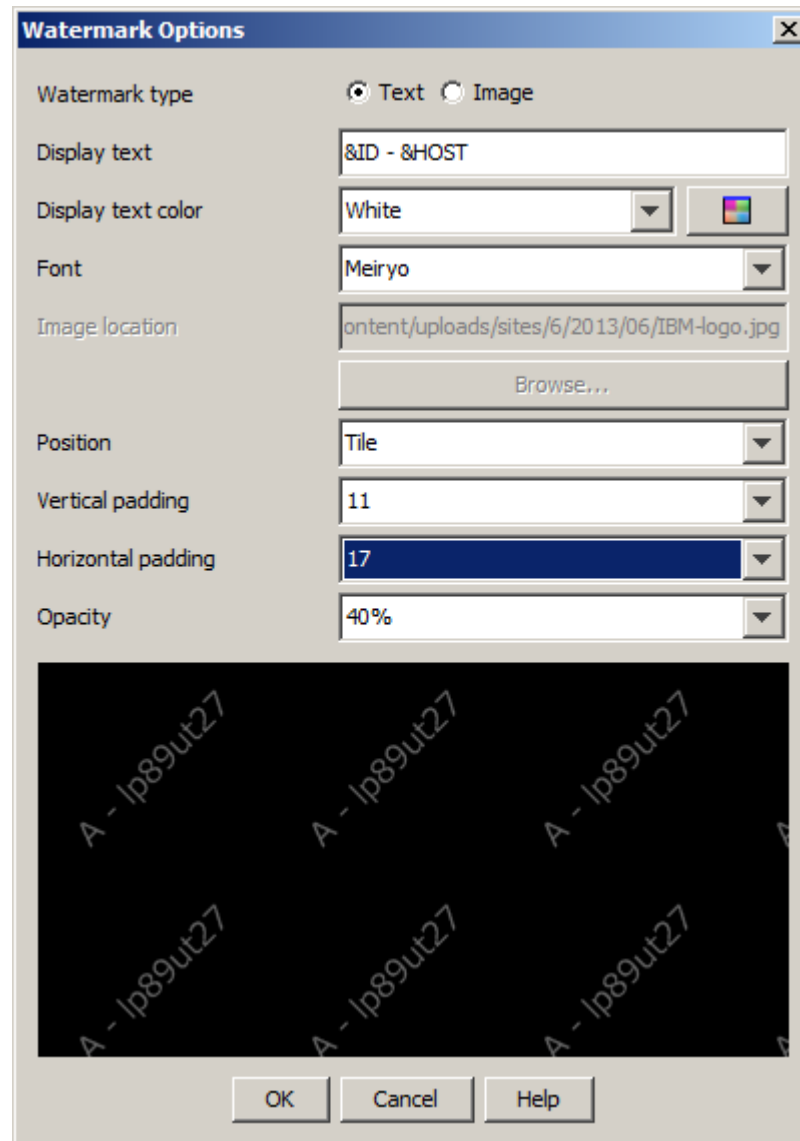 Watermark Options
Watermark type Text Image
Display text &ID - &HOST
Display text color White
Font Meiryo
Image location ontent/uploads/sites/6/2013/06/IBM-logo.jpg
Browse...
Position Tile
Vertical padding 11
Horizontal padding 17
Opacity 40%
A - lp89ut27 A - lp89ut27 A - lp89ut27 A
A - lp89ut27 A - lp89ut27 A - lp89ut27 A
OK Cancel Help